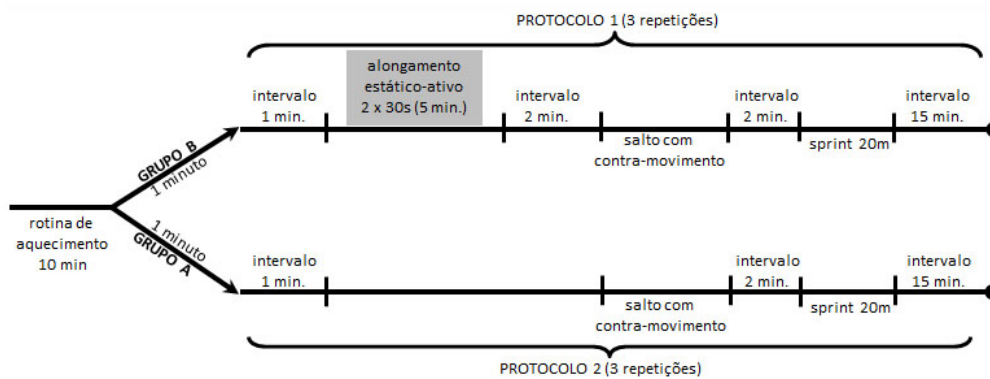 PROTOCOLO 1 (3 repetições)
alongamento
estático-ativo
2 x 30s (5 min.)
intervalo
1 min.
intervalo
2 min.
intervalo
2 min.
intervalo
15 min.
salto com
contra-movimento
sprint 20m
GRUPO B
1 minuto
rotina de
aquecimento
10 min
1 minuto
GRUPO A
intervalo
1 min.
intervalo
2 min.
intervalo
15 min.
salto com
contra-movimento
sprint 20m
PROTOCOLO 2 (3 repetições)